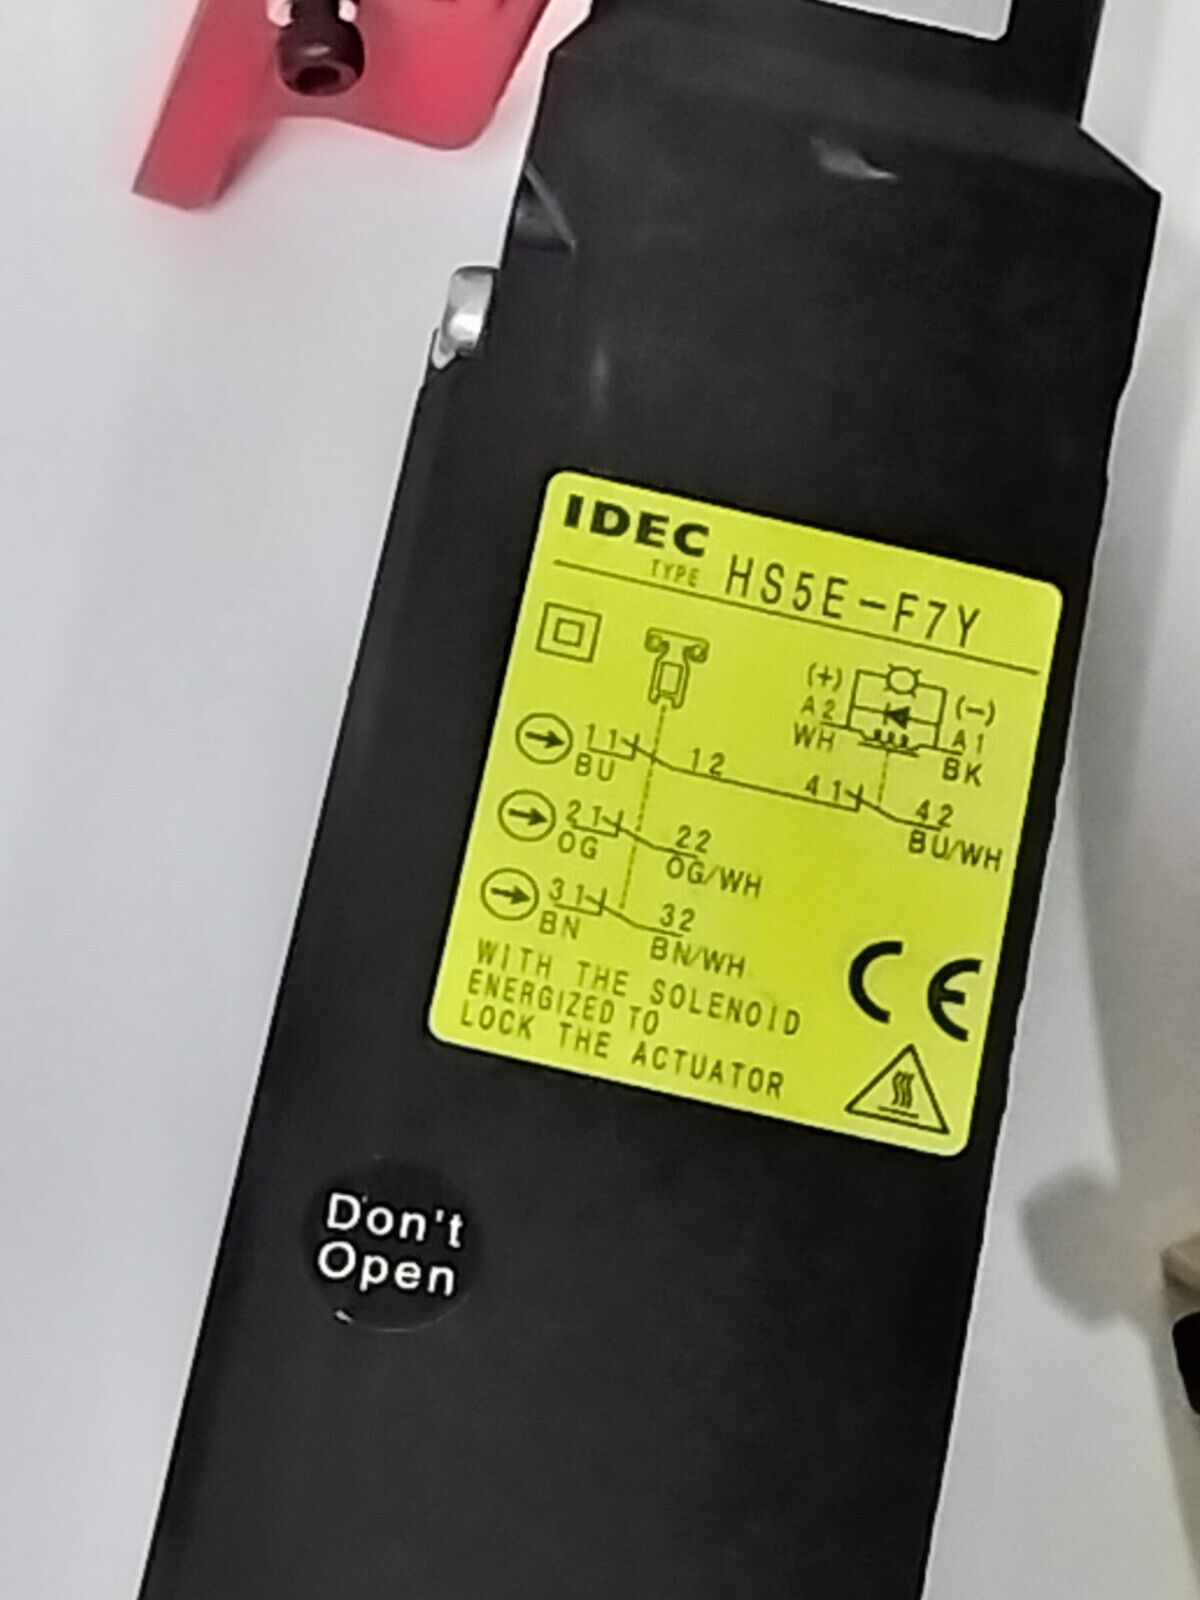 IDEC
TYPE HS5E-F7Y
(+) (-)
A2 A1
WH BK
11 12 41 42
BU BU/WH
21 22
OG OG/WH
31 32
BN BN/WH
WITH THE SOLENOID
ENERGIZED TO
LOCK THE ACTUATOR
CE
Don't
Open